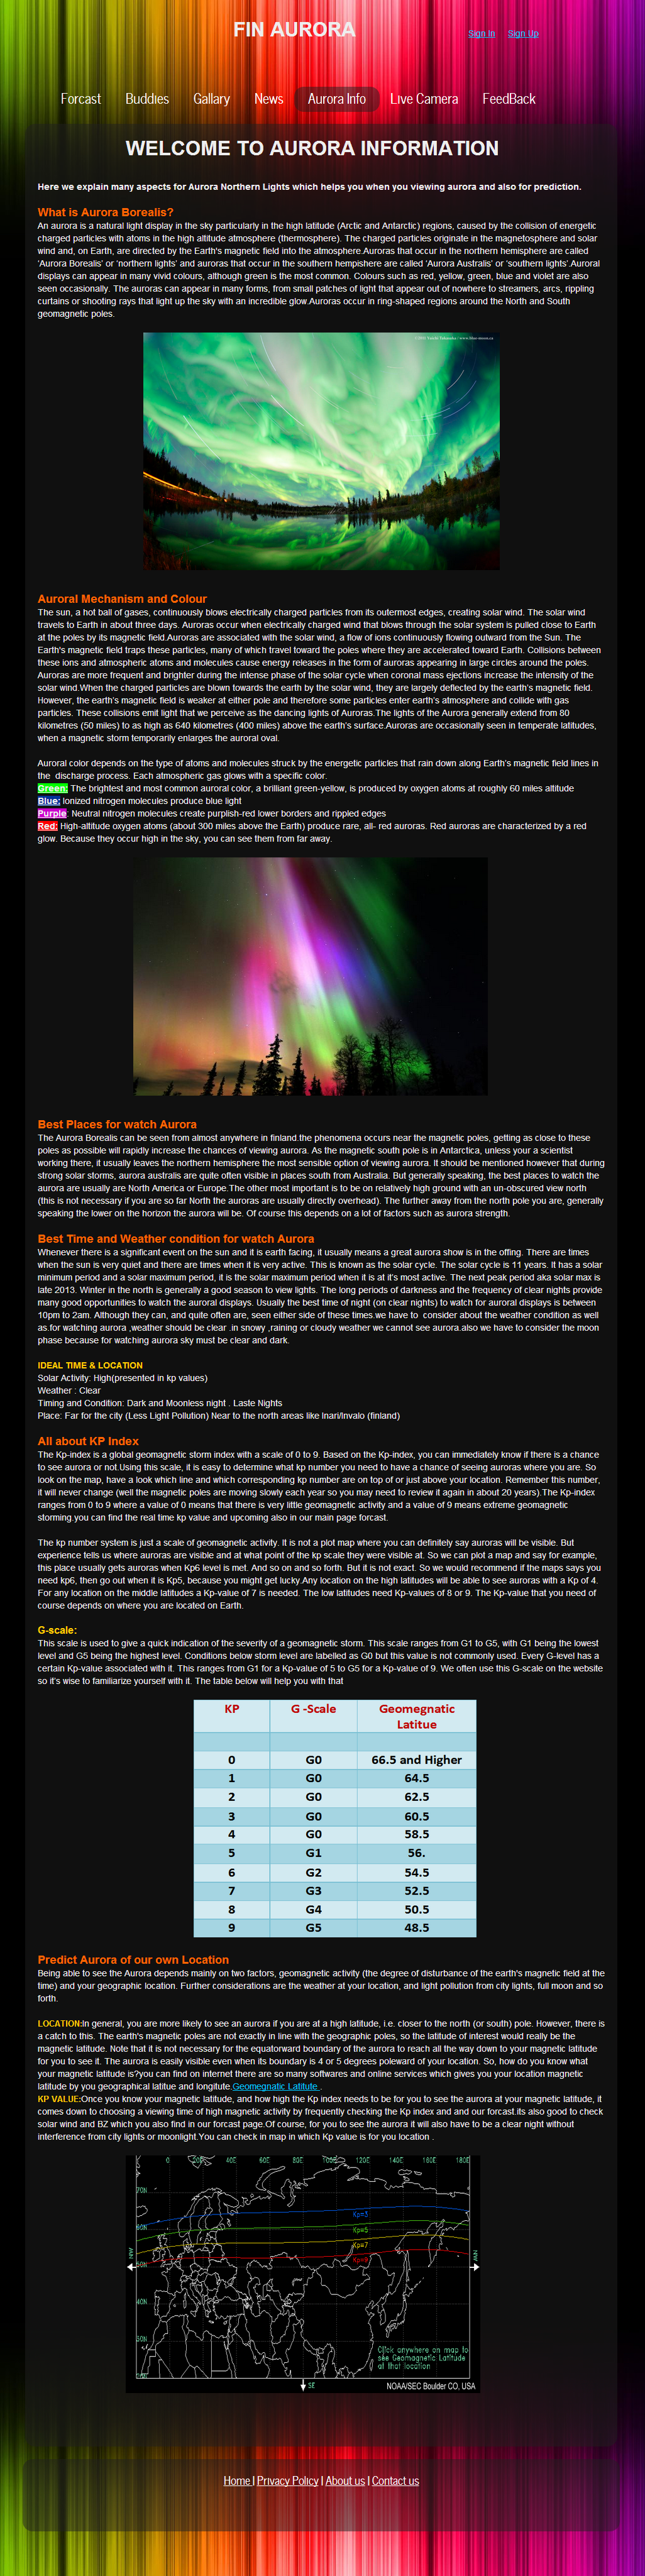 FIN AURORA
Sign In Sign Up
Forcast Buddies Gallary News Aurora Info Live Camera FeedBack
WELCOME TO AURORA INFORMATION
Here we explain many aspects for Aurora Northern Lights which helps you when you viewing aurora and also for prediction.
What is Aurora Borealis?
An aurora is a natural light display in the sky particularly in the high latitude (Arctic and Antarctic) regions, caused by the collision of energetic
charged particles with atoms in the high altitude atmosphere (thermosphere). The charged particles originate in the magnetosphere and solar
wind and, on Earth, are directed by the Earth's magnetic field into the atmosphere.Auroras that occur in the northern hemisphere are called
'Aurora Borealis' or 'northern lights' and auroras that occur in the southern hempishere are called 'Aurora Australis' or 'southern lights'.Auroral
displays can appear in many vivid colours, although green is the most common. Colours such as red, yellow, green, blue and violet are also
seen occasionally. The auroras can appear in many forms, from small patches of light that appear out of nowhere to streamers, arcs, rippling
curtains or shooting rays that light up the sky with an incredible glow.Auroras occur in ring-shaped regions around the North and South
geomagnetic poles.
Auroral Mechanism and Colour
The sun, a hot ball of gases, continuously blows electrically charged particles from its outermost edges, creating solar wind. The solar wind
travels to Earth in about three days. Auroras occur when electrically charged wind that blows through the solar system is pulled close to Earth
at the poles by its magnetic field.Auroras are associated with the solar wind, a flow of ions continuously flowing outward from the Sun. The
Earth's magnetic field traps these particles, many of which travel toward the poles where they are accelerated toward Earth. Collisions between
these ions and atmospheric atoms and molecules cause energy releases in the form of auroras appearing in large circles around the poles.
Auroras are more frequent and brighter during the intense phase of the solar cycle when coronal mass ejections increase the intensity of the
solar wind.When the charged particles are blown towards the earth by the solar wind, they are largely deflected by the earth's magnetic field.
However, the earth's magnetic field is weaker at either pole and therefore some particles enter earth's atmosphere and collide with gas
particles. These collisions emit light that we perceive as the dancing lights of Auroras.The lights of the Aurora generally extend from 80
kilometres (50 miles) to as high as 640 kilometres (400 miles) above the earth's surface.Auroras are occasionally seen in temperate latitudes,
when a magnetic storm temporarily enlarges the auroral oval.
Auroral color depends on the type of atoms and molecules struck by the energetic particles that rain down along Earth's magnetic field lines in
the discharge process. Each atmospheric gas glows with a specific color.
Green: The brightest and most common auroral color, a brilliant green-yellow, is produced by oxygen atoms at roughly 60 miles altitude
Blue: Ionized nitrogen molecules produce blue light
Purple: Neutral nitrogen molecules create purplish-red lower borders and rippled edges
Red: High-altitude oxygen atoms (about 300 miles above the Earth) produce rare, all- red auroras. Red auroras are characterized by a red
glow. Because they occur high in the sky, you can see them from far away.
Best Places for watch Aurora
The Aurora Borealis can be seen from almost anywhere in finland.the phenomena occurs near the magnetic poles, getting as close to these
poles as possible will rapidly increase the chances of viewing aurora. As the magnetic south pole is in Antarctica, unless your a scientist
working there, it usually leaves the northern hemisphere the most sensible option of viewing aurora. It should be mentioned however that during
strong solar storms, aurora australis are quite often visible in places south from Australia. But generally speaking, the best places to watch the
aurora are usually are North America or Europe.The other most important is to be on relatively high ground with an un-obscured view north
(this is not necessary if you are so far North the auroras are usually directly overhead). The further away from the north pole you are, generally
speaking the lower on the horizon the aurora will be. Of course this depends on a lot of factors such as aurora strength.
Best Time and Weather condition for watch Aurora
Whenever there is a significant event on the sun and it is earth facing, it usually means a great aurora show is in the offing. There are times
when the sun is very quiet and there are times when it is very active. This is known as the solar cycle. The solar cycle is 11 years. It has a solar
minimum period and a solar maximum period, it is the solar maximum period when it is at it's most active. The next peak period aka solar max is
late 2013. Winter in the north is generally a good season to view lights. The long periods of darkness and the frequency of clear nights provide
many good opportunities to watch the auroral displays. Usually the best time of night (on clear nights) to watch for auroral displays is between
10pm to 2am. Although they can, and quite often are, seen either side of these times.we have to consider about the weather condition as well
as.for watching aurora ,weather should be clear .in snowy ,raining or cloudy weather we cannot see aurora.also we have to consider the moon
phase because for watching aurora sky must be clear and dark.
IDEAL TIME & LOCATION
Solar Activity: High(presented in kp values)
Weather : Clear
Timing and Condition: Dark and Moonless night . Laste Nights
Place: Far for the city (Less Light Pollution) Near to the north areas like Inari/Invalo (finland)
All about KP Index
The Kp-index is a global geomagnetic storm index with a scale of 0 to 9. Based on the Kp-index, you can immediately know if there is a chance
to see aurora or not.Using this scale, it is easy to determine what kp number you need to have a chance of seeing auroras where you are. So
look on the map, have a look which line and which corresponding kp number are on top of or just above your location. Remember this number,
it will never change (well the magnetic poles are moving slowly each year so you may need to review it again in about 20 years).The Kp-index
ranges from 0 to 9 where a value of 0 means that there is very little geomagnetic activity and a value of 9 means extreme geomagnetic
storming.you can find the real time kp value and upcoming also in our main page forcast.
The kp number system is just a scale of geomagnetic activity. It is not a plot map where you can definitely say auroras will be visible. But
experience tells us where auroras are visible and at what point of the kp scale they were visible at. So we can plot a map and say for example,
this place usually gets auroras when Kp6 level is met. And so on and so forth. But it is not exact. So we would recommend if the maps says you
need kp6, then go out when it is Kp5, because you might get lucky.Any location on the high latitudes will be able to see auroras with a Kp of 4.
For any location on the middle latitudes a Kp-value of 7 is needed. The low latitudes need Kp-values of 8 or 9. The Kp-value that you need of
course depends on where you are located on Earth.
G-scale:
This scale is used to give a quick indication of the severity of a geomagnetic storm. This scale ranges from G1 to G5, with G1 being the lowest
level and G5 being the highest level. Conditions below storm level are labelled as G0 but this value is not commonly used. Every G-level has a
certain Kp-value associated with it. This ranges from G1 for a Kp-value of 5 to G5 for a Kp-value of 9. We often use this G-scale on the website
so it's wise to familiarize yourself with it. The table below will help you with that
KP G -Scale Geomegnatic
Latitue
0 G0 66.5 and Higher
1 G0 64.5
2 G0 62.5
3 G0 60.5
4 G0 58.5
5 G1 56.
6 G2 54.5
7 G3 52.5
8 G4 50.5
9 G5 48.5
Predict Aurora of our own Location
Being able to see the Aurora depends mainly on two factors, geomagnetic activity (the degree of disturbance of the earth's magnetic field at the
time) and your geographic location. Further considerations are the weather at your location, and light pollution from city lights, full moon and so
forth.
LOCATION:In general, you are more likely to see an aurora if you are at a high latitude, i.e. closer to the north (or south) pole. However, there is
a catch to this. The earth's magnetic poles are not exactly in line with the geographic poles, so the latitude of interest would really be the
magnetic latitude. Note that it is not necessary for the equatorward boundary of the aurora to reach all the way down to your magnetic latitude
for you to see it. The aurora is easily visible even when its boundary is 4 or 5 degrees poleward of your location. So, how do you know what
your magnetic latitude is?you can find on internet there are so many softwares and online services which gives you your location magnetic
latitude by you geographical latitue and longitute.Geomegnatic Latitute .
KP VALUE:Once you know your magnetic latitude, and how high the Kp index needs to be for you to see the aurora at your magnetic latitude, it
comes down to choosing a viewing time of high magnetic activity by frequently checking the Kp index and and our forcast.its also good to check
solar wind and BZ which you also find in our forcast page.Of course, for you to see the aurora it will also have to be a clear night without
interference from city lights or moonlight.You can check in map in which Kp value is for you location .
0 20E 40E 60E 80E 100E 120E 140E 160E 180E
70N
Kp=3
60N
Kp=5
Kp=7
NW
Kp=9
50N
40N
30N
Click anywhere on map to
see Geomagnetic Latitude
at that location
SE
NOAA/SEC Boulder CO, USA
Home | Privacy Policy | About us | Contact us